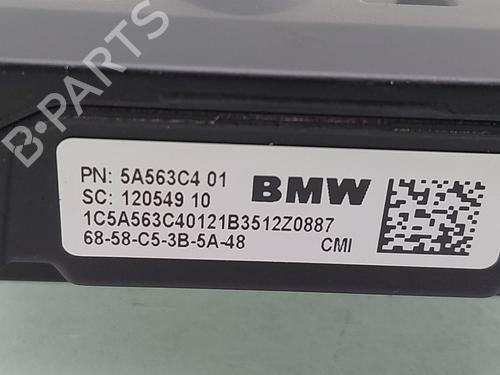 B-PARTS
PN: 5A563C4 01
BMW
SC: 120549 10
1C5A563C40121B3512Z0887
68-58-C5-3B-5A-48
CMI